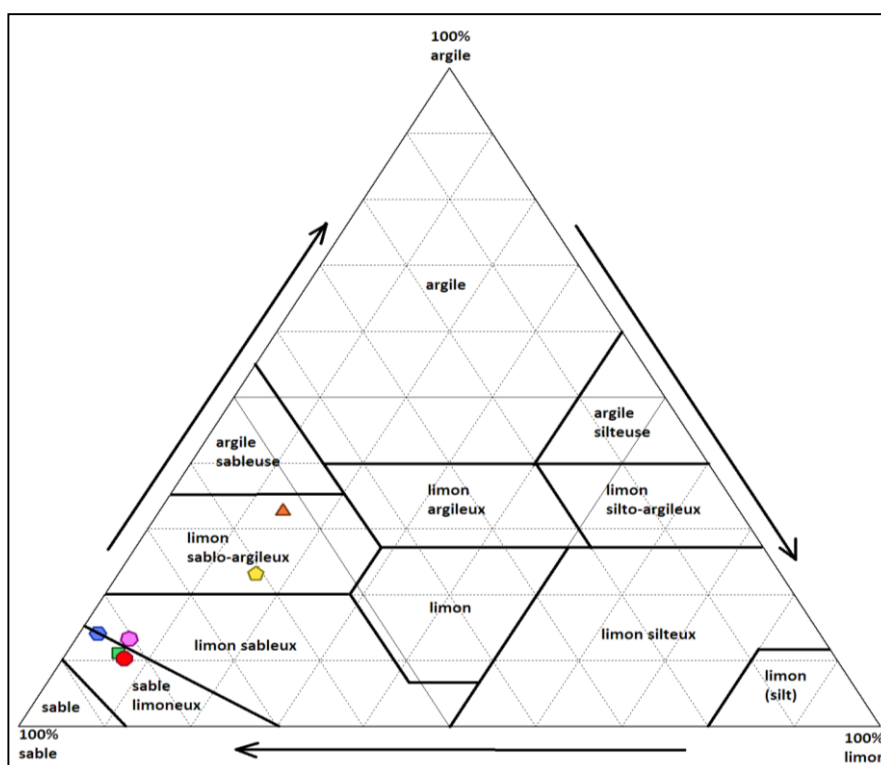 100%
argile
argile
argile
silteuse
argile
sableuse
limon
argileux
limon
silto-argileux
limon
sablo-argileux
limon
limon sableux
limon silteux
sable
limoneux
sable
limon
(silt)
100%
sable
100%
limon